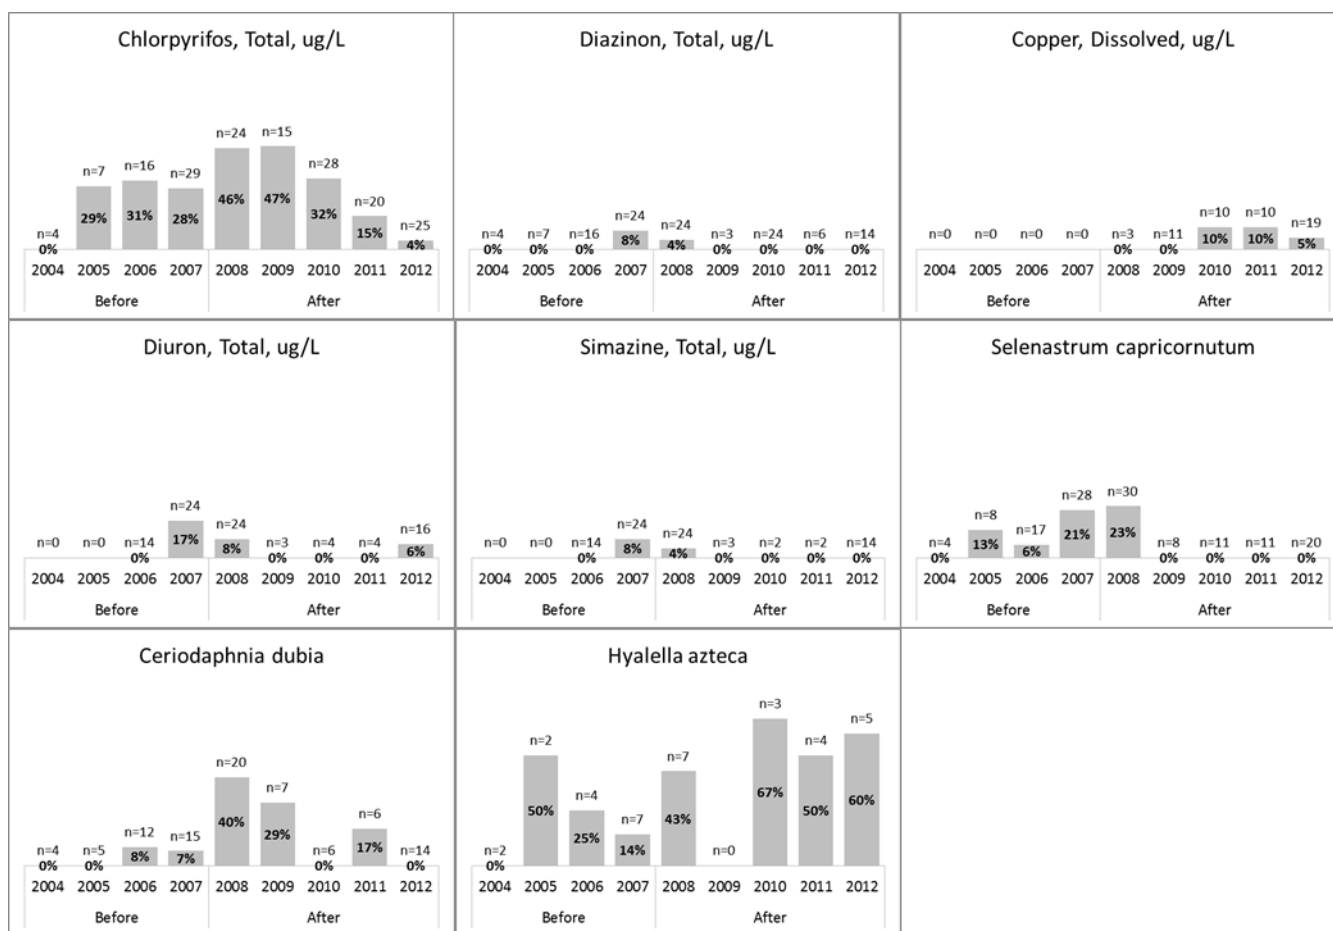 Chlorpyrifos, Total, ug/L
n=4 n=7 n=16 n=29 n=24 n=15 n=28 n=20 n=25
0% 29% 31% 28% 46% 47% 32% 15% 4%
2004 2005 2006 2007 2008 2009 2010 2011 2012
Before After
Diazinon, Total, ug/L
n=4 n=7 n=16 n=24 n=24 n=3 n=24 n=6 n=14
0% 0% 0% 8% 4% 0% 0% 0% 0%
2004 2005 2006 2007 2008 2009 2010 2011 2012
Before After
Copper, Dissolved, ug/L
n=0 n=0 n=0 n=0 n=3 n=11 n=10 n=10 n=19
0% 0% 10% 10% 5%
2004 2005 2006 2007 2008 2009 2010 2011 2012
Before After
Diuron, Total, ug/L
n=0 n=0 n=14 n=24 n=24 n=3 n=4 n=4 n=16
0% 17% 8% 0% 0% 0% 6%
2004 2005 2006 2007 2008 2009 2010 2011 2012
Before After
Simazine, Total, ug/L
n=0 n=0 n=14 n=24 n=24 n=3 n=2 n=2 n=14
0% 8% 4% 0% 0% 0% 0%
2004 2005 2006 2007 2008 2009 2010 2011 2012
Before After
Selenastrum capricornutum
n=4 n=8 n=17 n=28 n=30 n=8 n=11 n=11 n=20
0% 13% 6% 21% 23% 0% 0% 0% 0%
2004 2005 2006 2007 2008 2009 2010 2011 2012
Before After
Ceriodaphnia dubia
n=4 n=5 n=12 n=15 n=20 n=7 n=6 n=6 n=14
0% 0% 8% 7% 40% 29% 0% 17% 0%
2004 2005 2006 2007 2008 2009 2010 2011 2012
Before After
Hyalella azteca
n=2 n=2 n=4 n=7 n=7 n=0 n=3 n=4 n=5
0% 50% 25% 14% 43% 67% 50% 60%
2004 2005 2006 2007 2008 2009 2010 2011 2012
Before After